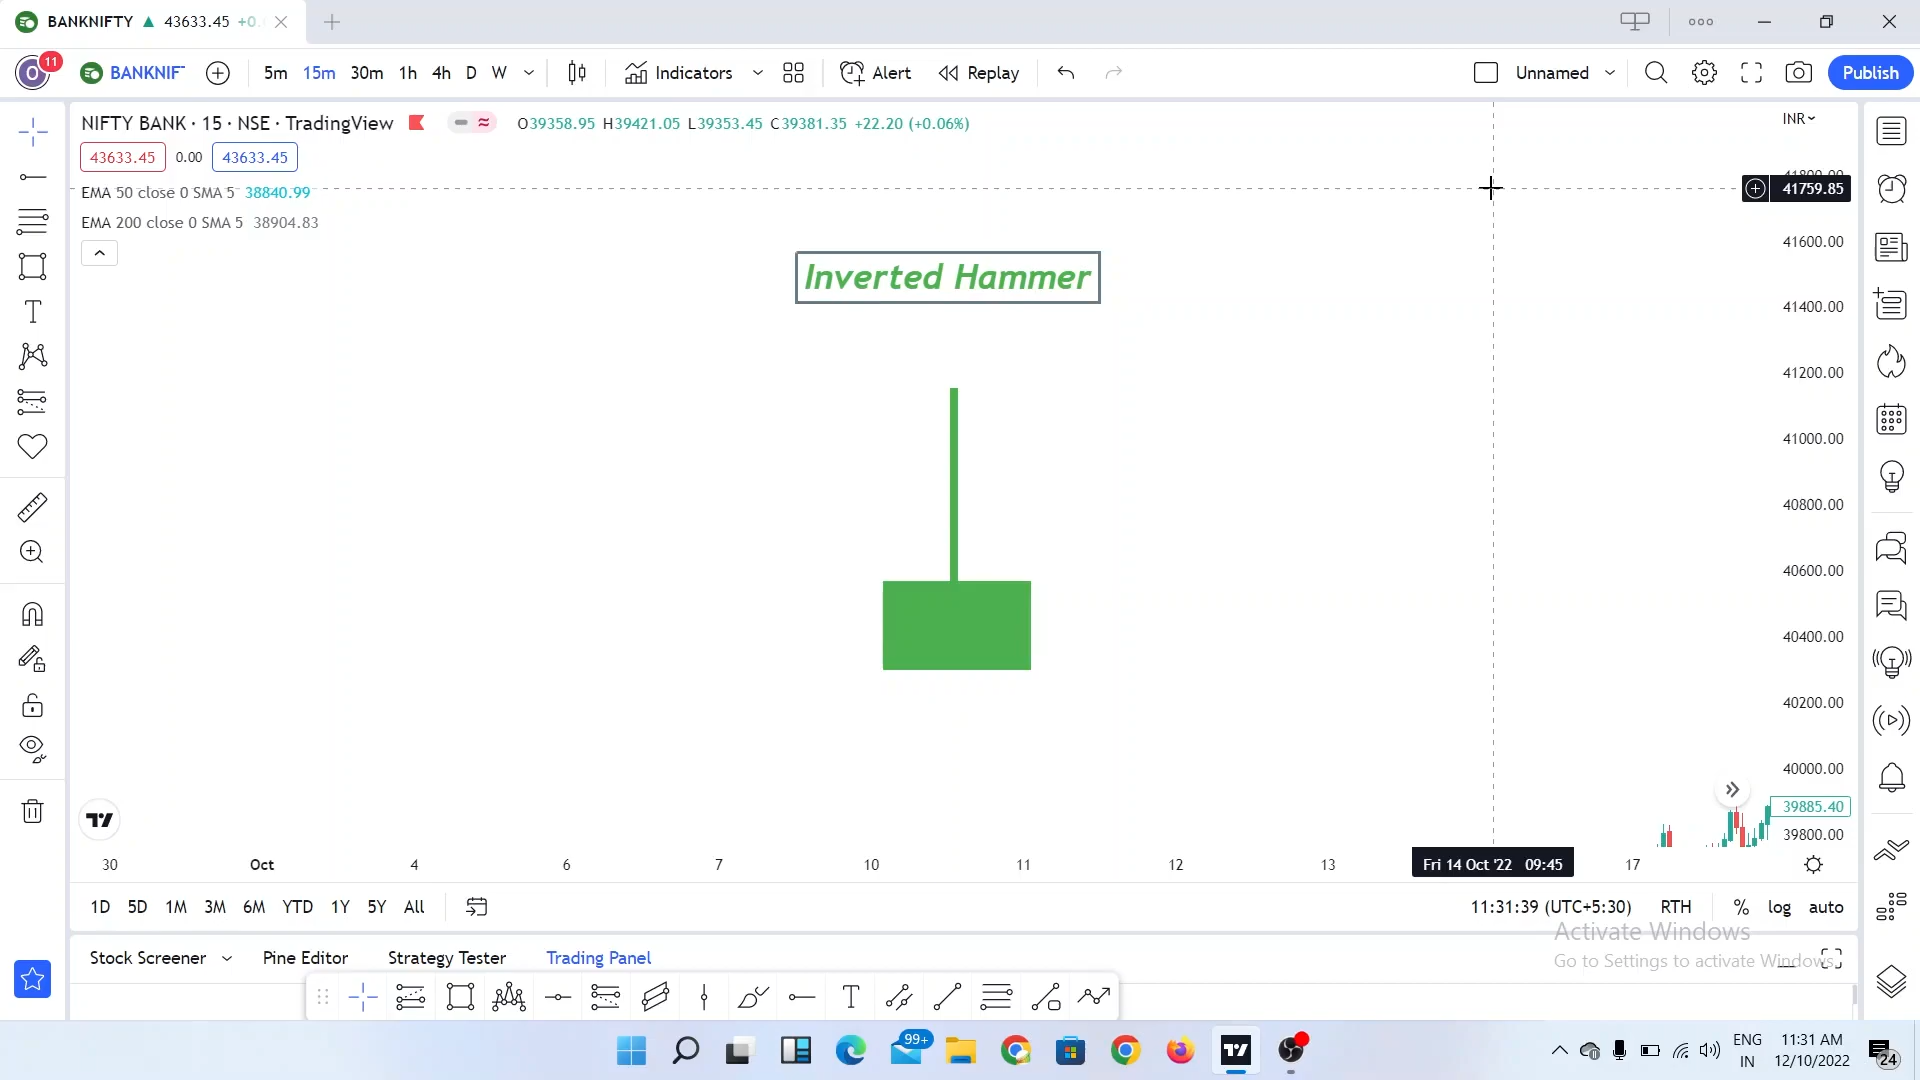 BANKNIFTY ▲ 43633.45 +0.
11
O BANKNIF 5m 15m 30m 1h 4h D W Indicators Alert Replay Unnamed Publish
NIFTY BANK · 15 · NSE · TradingView O39358.95 H39421.05 L39353.45 C39381.35 +22.20 (+0.06%) INR
43633.45 0.00 43633.45
EMA 50 close 0 SMA 5 38840.99
EMA 200 close 0 SMA 5 38904.83
Inverted Hammer
41800.00
41759.85
41600.00
41400.00
41200.00
41000.00
40800.00
40600.00
40400.00
40200.00
40000.00
39885.40
39800.00
30 Oct 4 6 7 10 11 12 13 Fri 14 Oct '22 09:45 17
1D 5D 1M 3M 6M YTD 1Y 5Y All 11:31:39 (UTC+5:30) RTH % log auto
Activate Windows
Go to Settings to activate Windows.
Stock Screener Pine Editor Strategy Tester Trading Panel
99+
ENG
IN
11:31 AM
12/10/2022
24